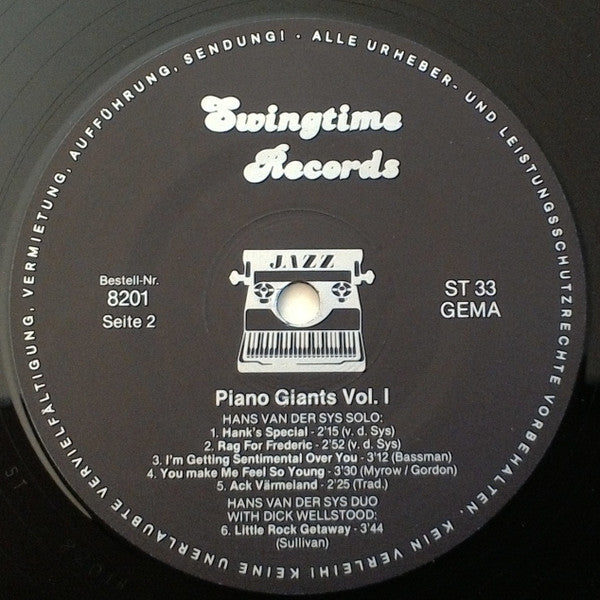 ALLE URHEBER- UND LEISTUNGSSCHUTZRECHTE VORBEHALTEN. KEIN VERLEIH! KEINE UNERLAUBTE VERVIELFÄLTIGUNG, VERMIETUNG, AUFFÜHRUNG, SENDUNG! ·
Swingtime
Records
JAZZ
Bestell-Nr.
8201
Seite 2
ST 33
GEMA
Piano Giants Vol. I
HANS VAN DER SYS SOLO:
1. Hank's Special - 2'15 (v. d. Sys)
2. Rag For Frederic - 2'52 (v. d. Sys)
3. I'm Getting Sentimental Over You - 3'12 (Bassman)
4. You make Me Feel So Young - 3'30 (Myrow / Gordon)
5. Ack Värmeland - 2'25 (Trad.)
HANS VAN DER SYS DUO
WITH DICK WELLSTOOD:
6. Little Rock Getaway - 3'44
(Sullivan)